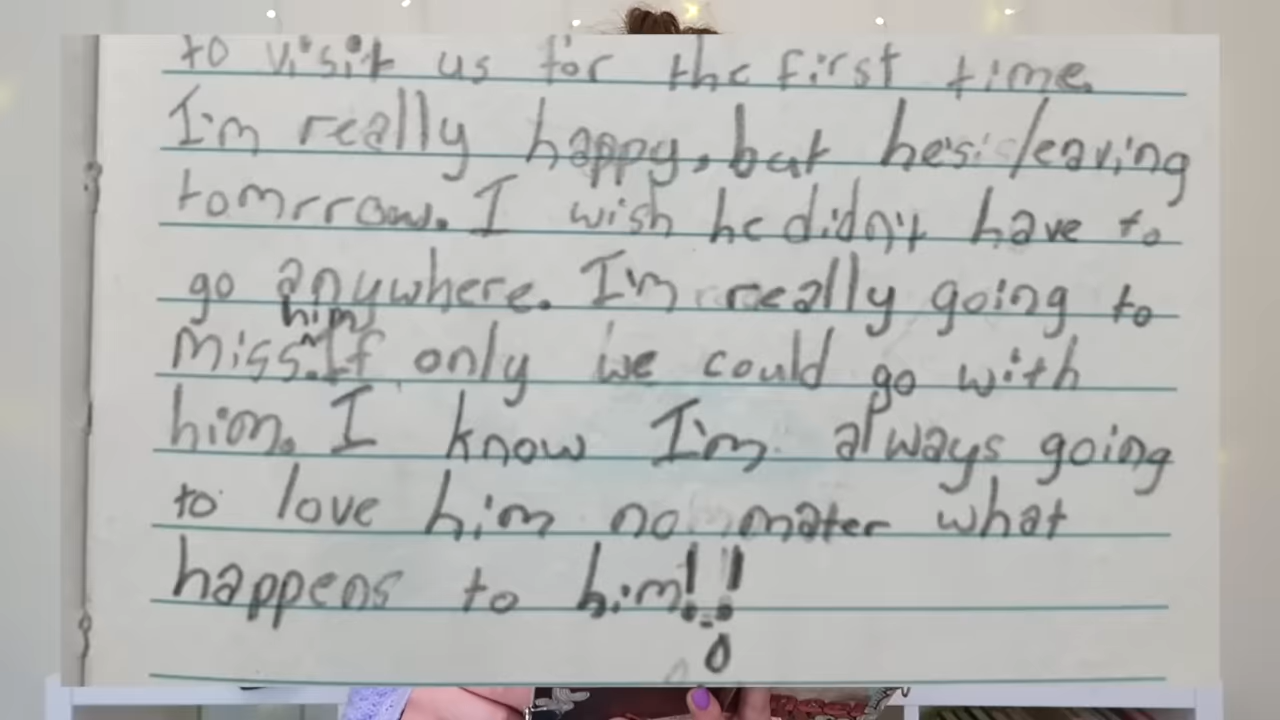 to visit us for the first time.
I'm really happy, but he's leaving
tomrrow. I wish he didn't have to
go anywhere. I'm really going to
him
miss. If only we could go with
him. I know I'm always going
to love him no mater what
happens to him!!